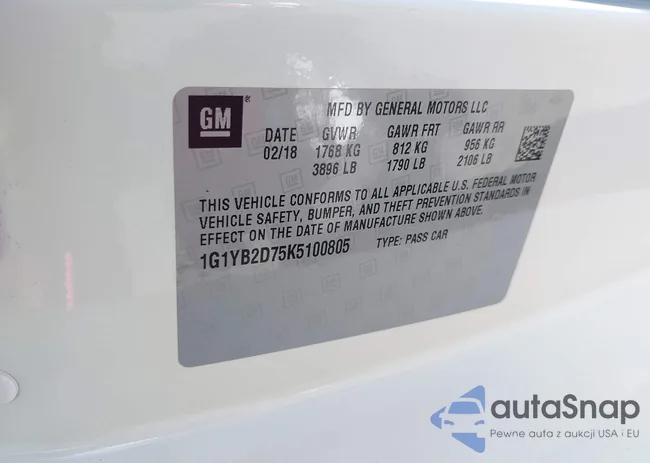 GM ®
MFD BY GENERAL MOTORS LLC
DATE GVWR GAWR FRT GAWR RR
02/18 1768 KG 812 KG 956 KG
3896 LB 1790 LB 2106 LB
THIS VEHICLE CONFORMS TO ALL APPLICABLE U.S. FEDERAL MOTOR
VEHICLE SAFETY, BUMPER, AND THEFT PREVENTION STANDARDS IN
EFFECT ON THE DATE OF MANUFACTURE SHOWN ABOVE.
1G1YB2D75K5100805 TYPE: PASS CAR
autaSnap
Pewne auta z aukcji USA i EU